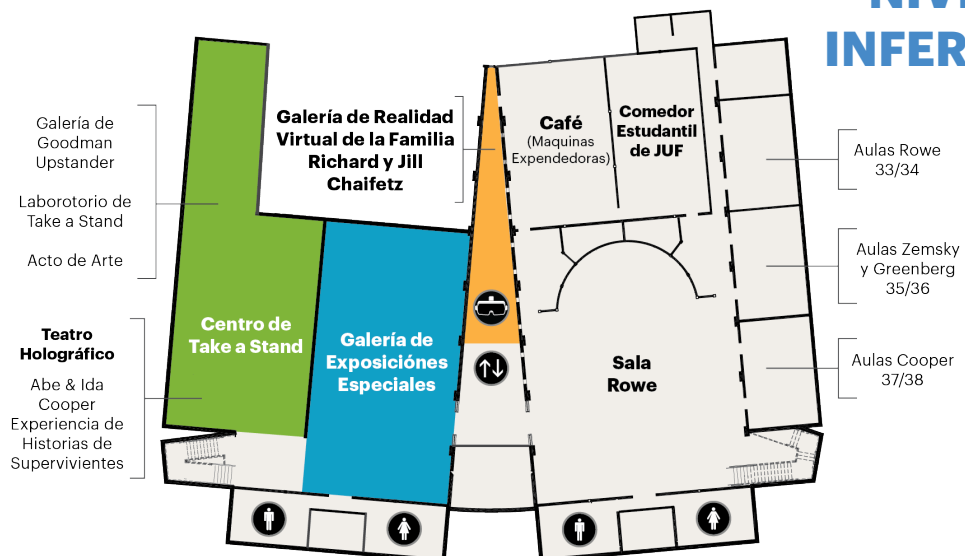 INFER
Galería de
Goodman
Upstander
Laborotorio de
Take a Stand
Acto de Arte
Teatro
Holográfico
Abe & Ida
Cooper
Experiencia de
Historias de
Supervivientes
Centro de
Take a Stand
Galería de Realidad
Virtual de la Familia
Richard y Jill
Chaifetz
Galería de
Exposiciónes
Especiales
Café
(Maquinas
Expendedoras)
Comedor
Estudantil
de JUF
Sala
Rowe
Aulas Rowe
33/34
Aulas Zemsky
y Greenberg
35/36
Aulas Cooper
37/38